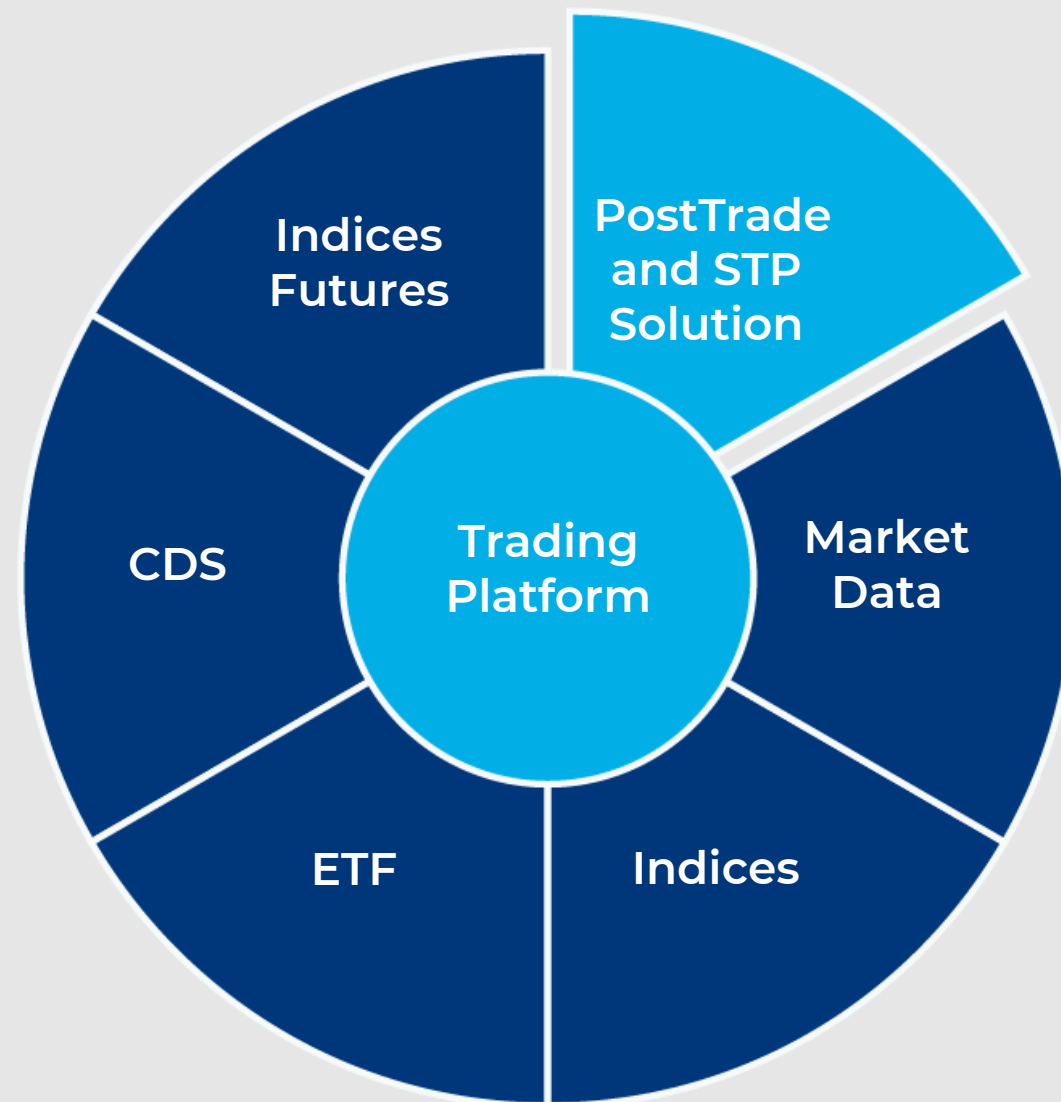 Indices
Futures
PostTrade
and STP
Solution
CDS
Trading
Platform
Market
Data
ETF
Indices